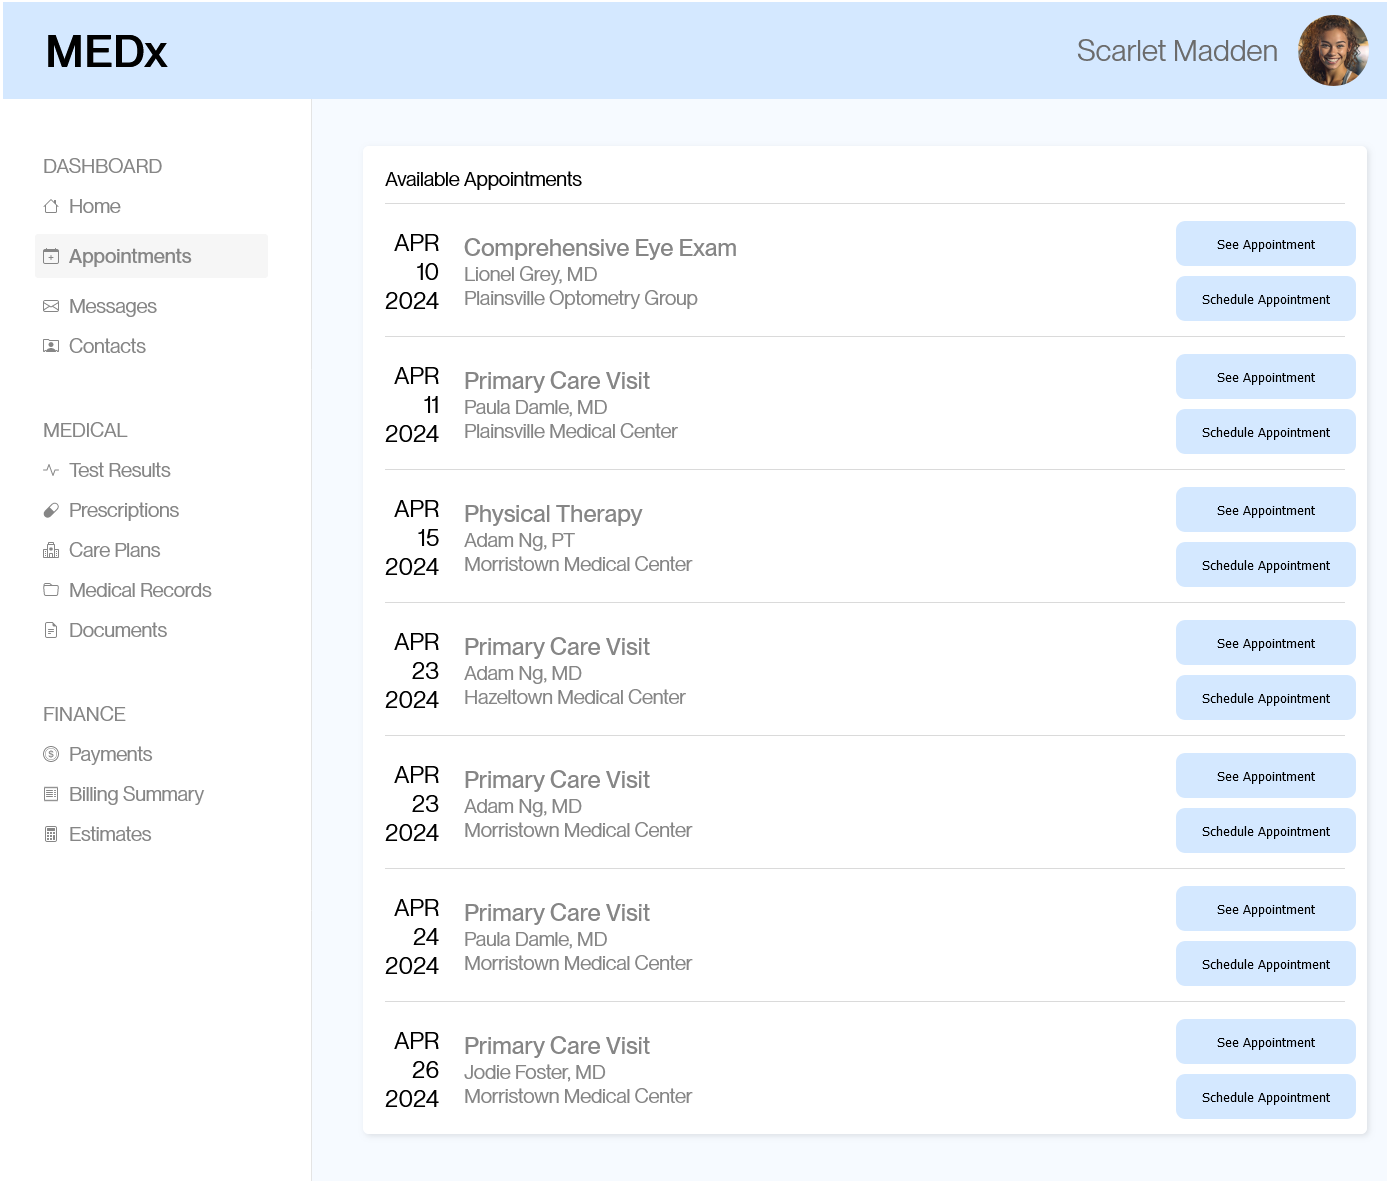 MEDx
Scarlet Madden
DASHBOARD
Home
Appointments
Messages
Contacts
MEDICAL
Test Results
Prescriptions
Care Plans
Medical Records
Documents
FINANCE
Payments
Billing Summary
Estimates
Available Appointments
APR
10
2024
Comprehensive Eye Exam
Lionel Grey, MD
Plainsville Optometry Group
See Appointment
Schedule Appointment
APR
11
2024
Primary Care Visit
Paula Damle, MD
Plainsville Medical Center
See Appointment
Schedule Appointment
APR
15
2024
Physical Therapy
Adam Ng, PT
Morristown Medical Center
See Appointment
Schedule Appointment
APR
23
2024
Primary Care Visit
Adam Ng, MD
Hazeltown Medical Center
See Appointment
Schedule Appointment
APR
23
2024
Primary Care Visit
Adam Ng, MD
Morristown Medical Center
See Appointment
Schedule Appointment
APR
24
2024
Primary Care Visit
Paula Damle, MD
Morristown Medical Center
See Appointment
Schedule Appointment
APR
26
2024
Primary Care Visit
Jodie Foster, MD
Morristown Medical Center
See Appointment
Schedule Appointment